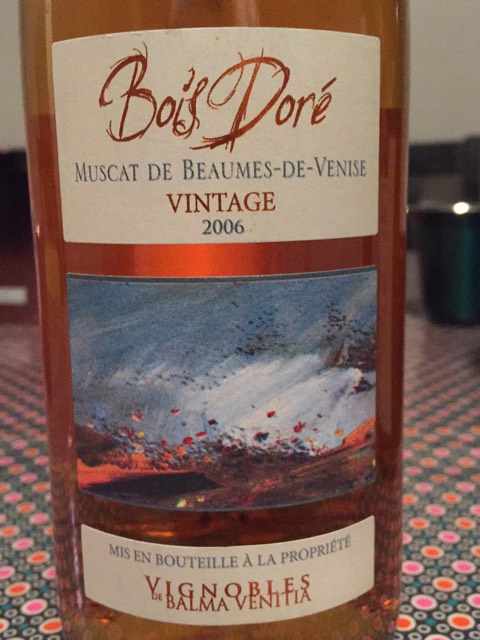 Bois Doré
MUSCAT DE BEAUMES-DE-VENISE
VINTAGE
2006
MIS EN BOUTEILLE À LA PROPRIÉTÉ
VIGNOBLES
DE BALMA VENITIA